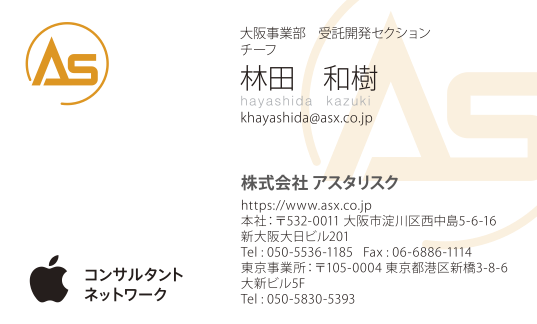 AS
大阪事業部　受託開発セクション
チーフ
林田　和樹
hayashida　kazuki
khayashida@asx.co.jp
株式会社 アスタリスク
https://www.asx.co.jp
本社：〒532-0011 大阪市淀川区西中島5-6-16
新大阪大日ビル201
Tel : 050-5536-1185　Fax : 06-6886-1114
東京事業所：〒105-0004 東京都港区新橋3-8-6
大新ビル5F
Tel : 050-5830-5393
コンサルタント
ネットワーク